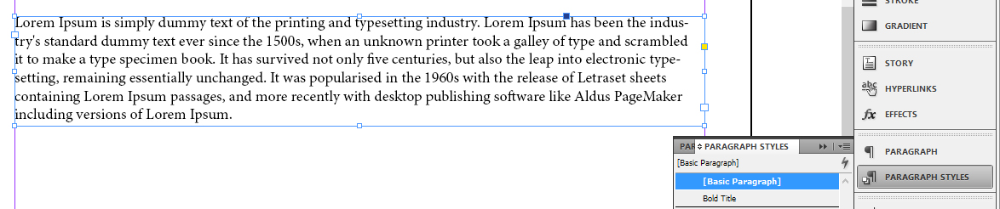 Lorem Ipsum is simply dummy text of the printing and typesetting industry. Lorem Ipsum has been the indus-
try's standard dummy text ever since the 1500s, when an unknown printer took a galley of type and scrambled
it to make a type specimen book. It has survived not only five centuries, but also the leap into electronic type-
setting, remaining essentially unchanged. It was popularised in the 1960s with the release of Letraset sheets
containing Lorem Ipsum passages, and more recently with desktop publishing software like Aldus PageMaker
including versions of Lorem Ipsum.
STROKE
GRADIENT
STORY
HYPERLINKS
EFFECTS
PARAGRAPH
PARAGRAPH STYLES
PAR
PARAGRAPH STYLES
[Basic Paragraph]
[Basic Paragraph]
Bold Title